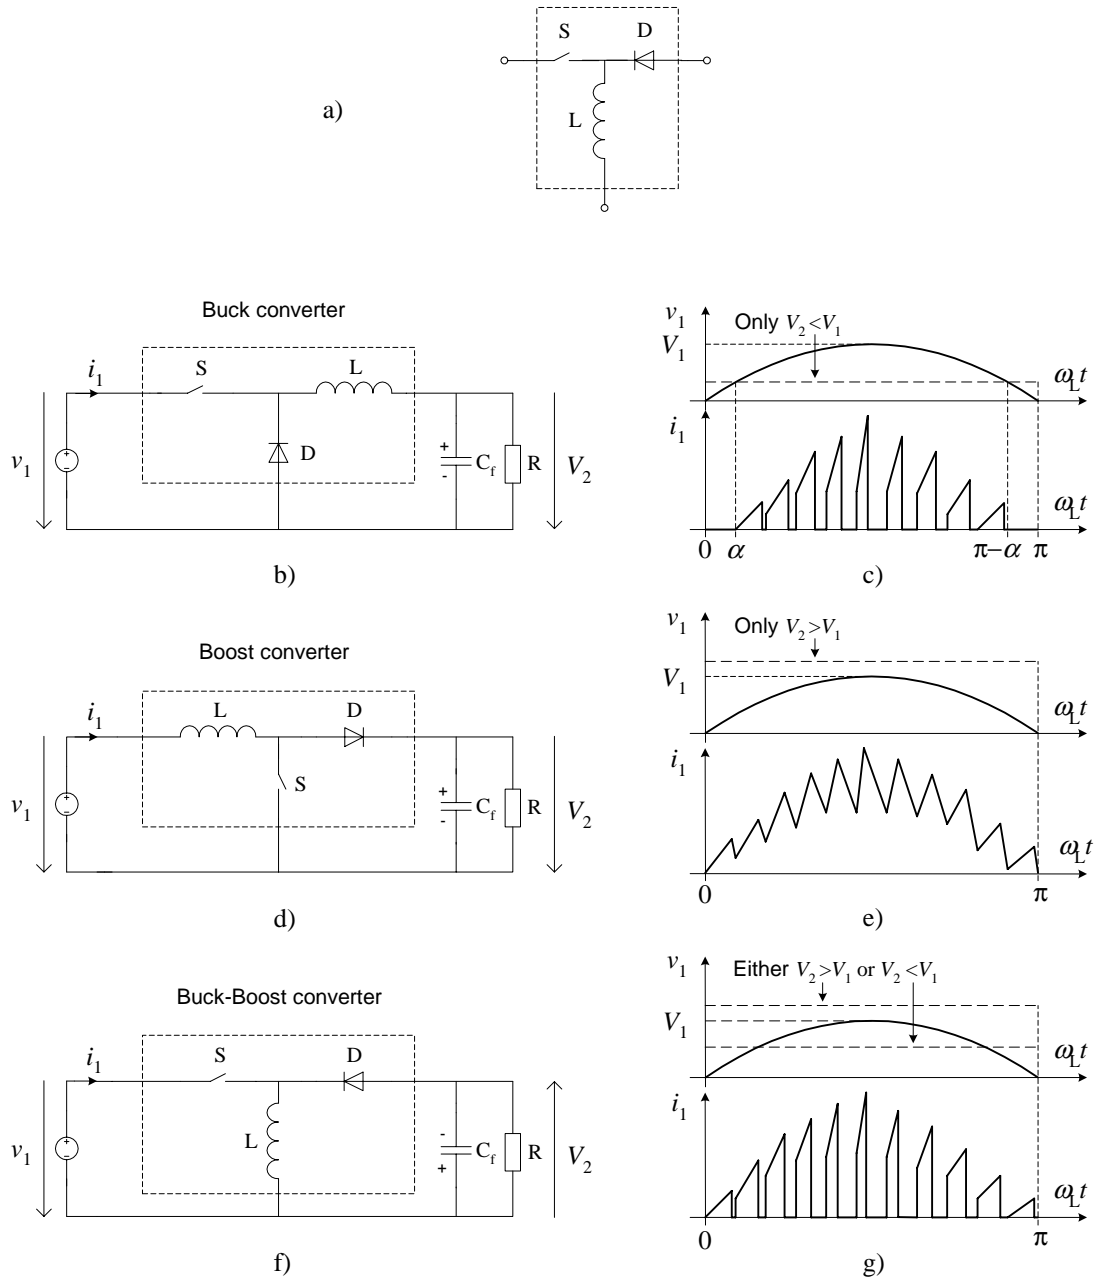 S D
a)
L
Buck converter
i1
S
L
v1
D
+
-
Cf
R
V2
b)
v1
Only V2<V1
V1
ωLt
i1
ωLt
0 α π−α π
c)
Boost converter
i1
L
D
v1
S
+
-
Cf
R
V2
d)
v1
Only V2>V1
V1
ωLt
i1
ωLt
0 π
e)
Buck-Boost converter
i1
S
D
v1
L
-
+
Cf
R
V2
f)
v1
Either V2>V1 or V2<V1
V1
ωLt
i1
ωLt
0 π
g)